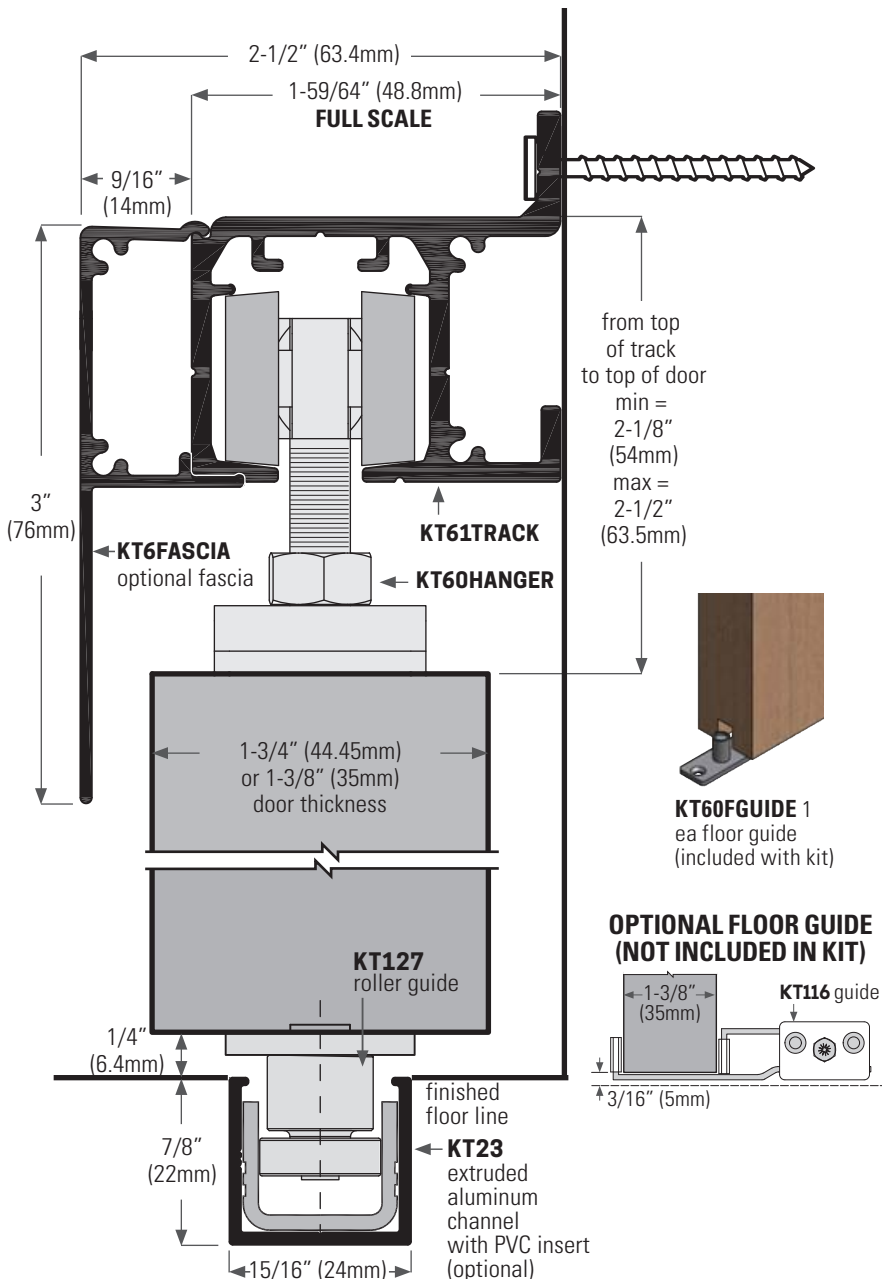 2-1/2” (63.4mm)
1-59/64” (48.8mm)
FULL SCALE
9/16”
(14mm)
from top
of track
to top of door
min =
2-1/8”
(54mm)
max =
2-1/2”
(63.5mm)
3”
(76mm)
KT6FASCIA
optional fascia
KT61TRACK
KT60HANGER
1-3/4” (44.45mm)
or 1-3/8” (35mm)
door thickness
KT60FGUIDE 1
ea floor guide
(included with kit)
OPTIONAL FLOOR GUIDE
(NOT INCLUDED IN KIT)
1-3/8”
(35mm)
KT116 guide
3/16” (5mm)
KT127
roller guide
1/4”
(6.4mm)
finished
floor line
7/8”
(22mm)
KT23
extruded
aluminum
channel
with PVC insert
(optional)
15/16” (24mm)